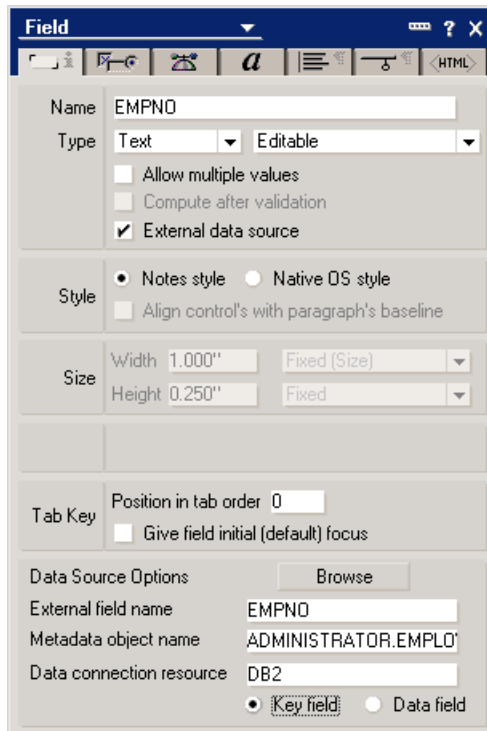 Field
? X
i a <HTML>
Name EMPNO
Type Text Editable
Allow multiple values
Compute after validation
External data source
Style Notes style Native OS style
Align control's with paragraph's baseline
Size Width 1.000" Fixed (Size)
Height 0.250" Fixed
Tab Key Position in tab order 0
Give field initial (default) focus
Data Source Options Browse
External field name EMPNO
Metadata object name ADMINISTRATOR.EMPLO
Data connection resource DB2
Key field Data field